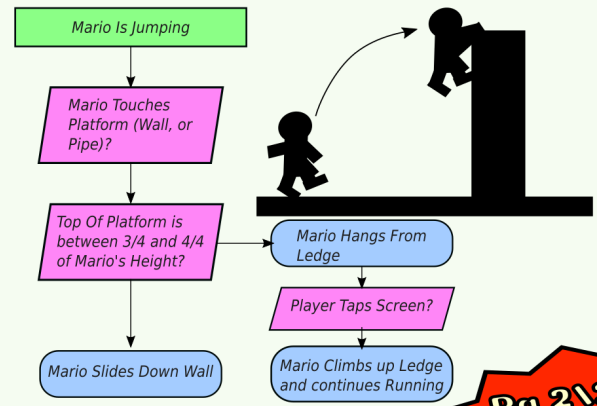 Mario Is Jumping
Mario Touches
Platform (Wall, or
Pipe)?
Top Of Platform is
between 3/4 and 4/4
of Mario's Height?
Mario Hangs From
Ledge
Player Taps Screen?
Mario Slides Down Wall
Mario Climbs up Ledge
and continues Running